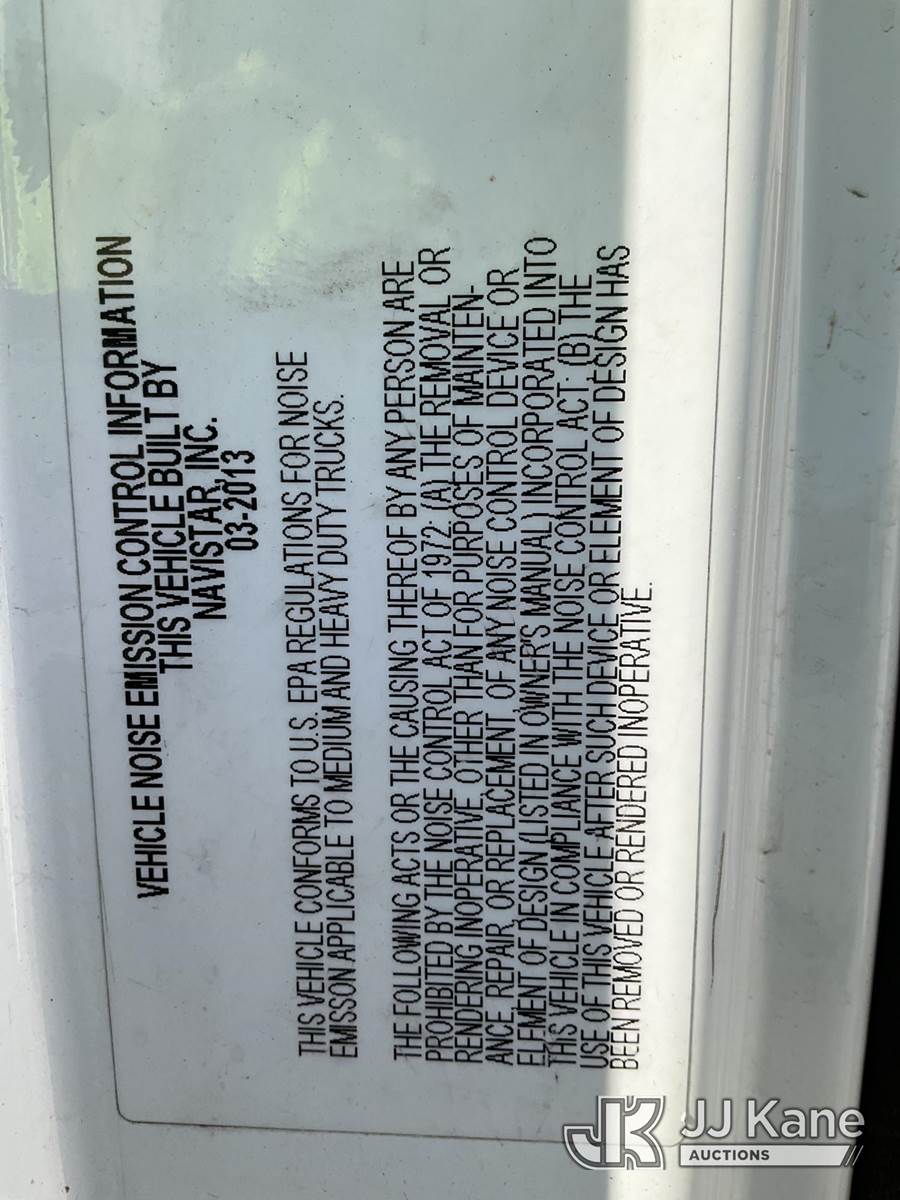 VEHICLE NOISE EMISSION CONTROL INFORMATION
THIS VEHICLE BUILT BY
NAVISTAR, INC.
03-2013
THIS VEHICLE CONFORMS TO U.S. EPA REGULATIONS FOR NOISE
EMISSON APPLICABLE TO MEDIUM AND HEAVY DUTY TRUCKS.
THE FOLLOWING ACTS OR THE CAUSING THEREOF BY ANY PERSON ARE
PROHIBITED BY THE NOISE CONTROL ACT OF 1972: (A) THE REMOVAL OR
RENDERING INOPERATIVE, OTHER THAN FOR PURPOSES OF MANTEN-
ANCE, REPAIR, OR REPLACEMENT, OF ANY NOISE CONTROL DEVICE OR
ELEMENT OF DESIGN (LISTED IN OWNER'S MANUAL) INCORPORATED INTO
THIS VEHICLE IN COMPLIANCE WITH THE NOISE CONTROL ACT; (B) THE
USE OF THIS VEHICLE AFTER SUCH DEVICE OR ELEMENT OF DESIGN HAS
BEEN REMOVED OR RENDERED INOPERATIVE.
JK JJ Kane
AUCTIONS